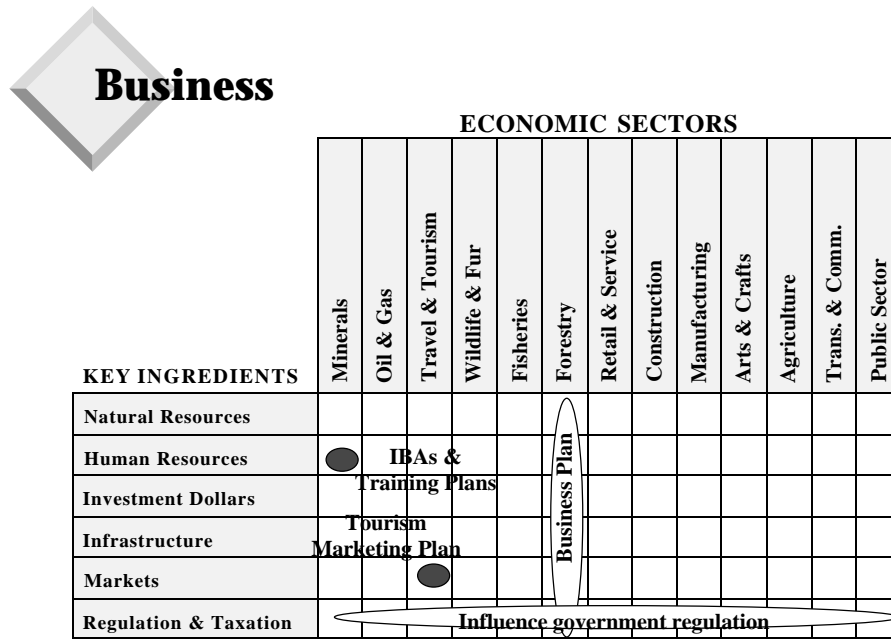 Business
ECONOMIC SECTORS
KEY INGREDIENTS
Minerals
Oil & Gas
Travel & Tourism
Wildlife & Fur
Fisheries
Forestry
Retail & Service
Construction
Manufacturing
Arts & Crafts
Agriculture
Trans. & Comm.
Public Sector
Natural Resources
Human Resources
IBAs &
Training Plans
Investment Dollars
Infrastructure
Tourism
Marketing Plan
Business Plan
Markets
Regulation & Taxation
Influence government regulation